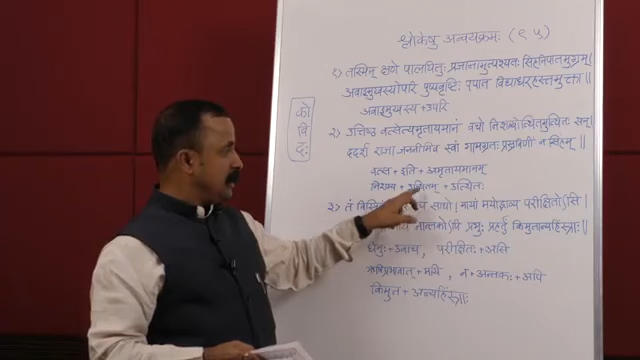 श्लोकेषु अन्वयक्रमः (१५)
को
वि
दः
१) तस्मिन् क्षणे पालयितुः प्रजानामुत्पश्यतः सिंहनिपातमुग्रम्।
अवाङ्मुखस्योपरि पुष्पवृष्टिः पपात विद्याधरहस्तमुक्ता॥
अवाङ्मुखस्य + उपरि
२) उत्तिष्ठ वत्सेत्यमृतायमानं वचो निशम्योत्थितमुत्थितः सन्।
ददर्श राजा जननीमिव स्वां गामग्रतः प्रस्रविणीं न सिंहम्॥
वत्स + इति + अमृतायमानम्
निशम्य + उत्थितम् + उत्थितः
३) तं साधो। मायां मयोद्भाव्य परीक्षितोऽसि।
नान्तकोऽपि प्रभुः प्रहर्तुं किमुतान्यहिंस्राः॥
धेनुः + उवाच, परीक्षितः + असि
ऋषिप्रभावात् + मयि, न + अन्तकः + अपि
किमुत + अन्यहिंस्राः